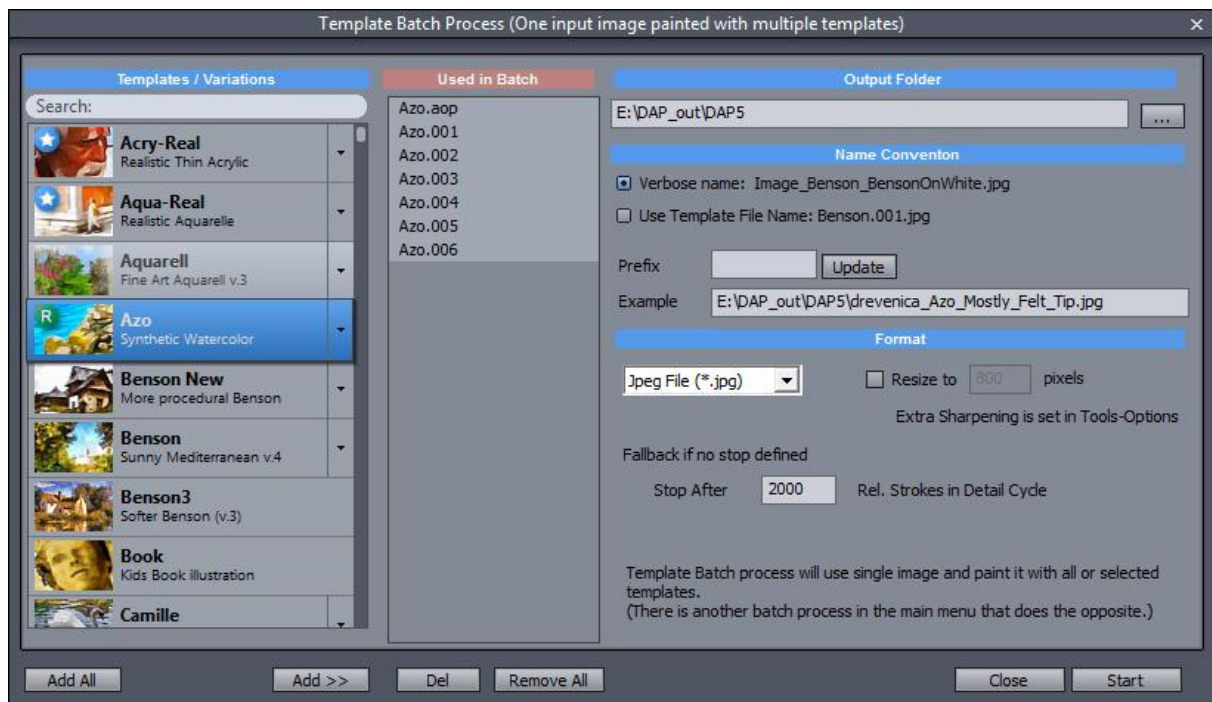 Template Batch Process (One input image painted with multiple templates)
Templates / Variations
Search:
Acry-Real
Realistic Thin Acrylic
Aqua-Real
Realistic Aquarelle
Aquarell
Fine Art Aquarell v.3
R
Azo
Synthetic Watercolor
Benson New
More procedural Benson
Benson
Sunny Mediterranean v.4
Benson3
Softer Benson (v.3)
Book
Kids Book illustration
Camille
Used in Batch
Azo.aop
Azo.001
Azo.002
Azo.003
Azo.004
Azo.005
Azo.006
Output Folder
E:\DAP_out\DAP5
...
Name Conventon
Verbose name: Image_Benson_BensonOnWhite.jpg
Use Template File Name: Benson.001.jpg
Prefix
Update
Example E:\DAP_out\DAP5\drevenica_Azo_Mostly_Felt_Tip.jpg
Format
Jpeg File (*.jpg)
Resize to 800 pixels
Extra Sharpening is set in Tools-Options
Fallback if no stop defined
Stop After 2000 Rel. Strokes in Detail Cycle
Template Batch process will use single image and paint it with all or selected
templates.
(There is another batch process in the main menu that does the opposite.)
Add All
Add >>
Del
Remove All
Close
Start